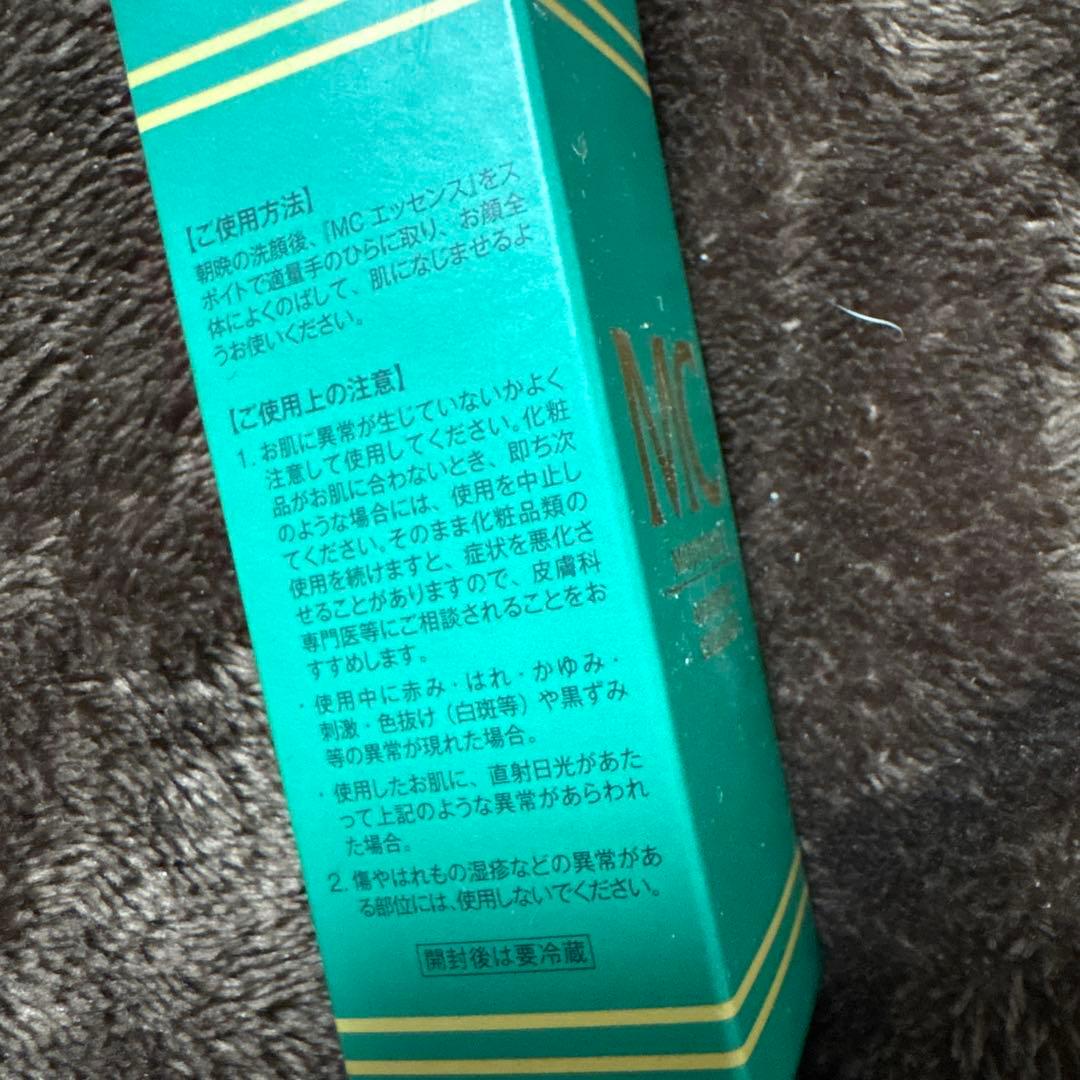 【ご使用方法】
朝晩の洗顔後、『MC エッセンス』をス
ポイトで適量手のひらに取り、お顔全
体によくのばして、肌になじませるよ
うお使いください。
【ご使用上の注意】
1. お肌に異常が生じていないかよく
注意して使用してください。化粧
品がお肌に合わないとき、即ち次
のような場合には、使用を中止し
てください。そのまま化粧品類の
使用を続けますと、症状を悪化さ
せることがありますので、皮膚科
専門医等にご相談されることをお
すすめします。
・使用中に赤み・はれ・かゆみ・
刺激・色抜け（白斑等）や黒ずみ
等の異常が現れた場合。
・使用したお肌に、直射日光があた
って上記のような異常があらわれ
た場合。
2. 傷やはれもの湿疹などの異常があ
る部位には、使用しないでください。
開封後は要冷蔵
MC